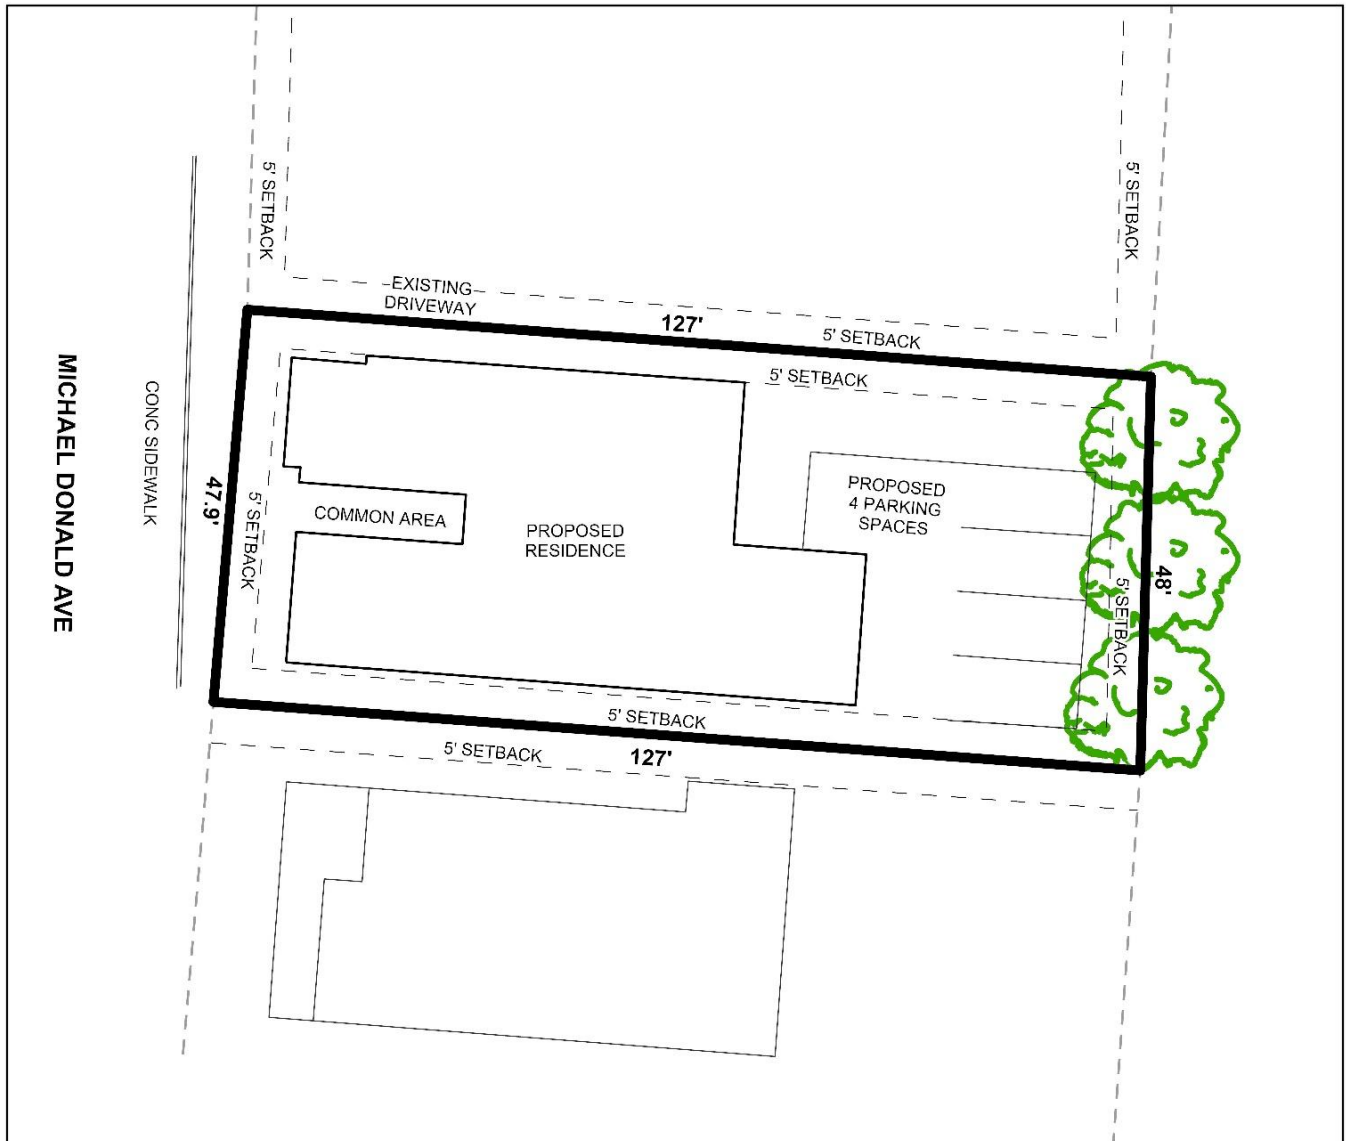 5' SETBACK
5' SETBACK
EXISTING
DRIVEWAY
127'
5' SETBACK
5' SETBACK
MICHAEL DONALD AVE
CONC SIDEWALK
47.9'
5' SETBACK
COMMON AREA
PROPOSED
RESIDENCE
PROPOSED
4 PARKING
SPACES
48'
5' SETBACK
5' SETBACK
5' SETBACK
127'